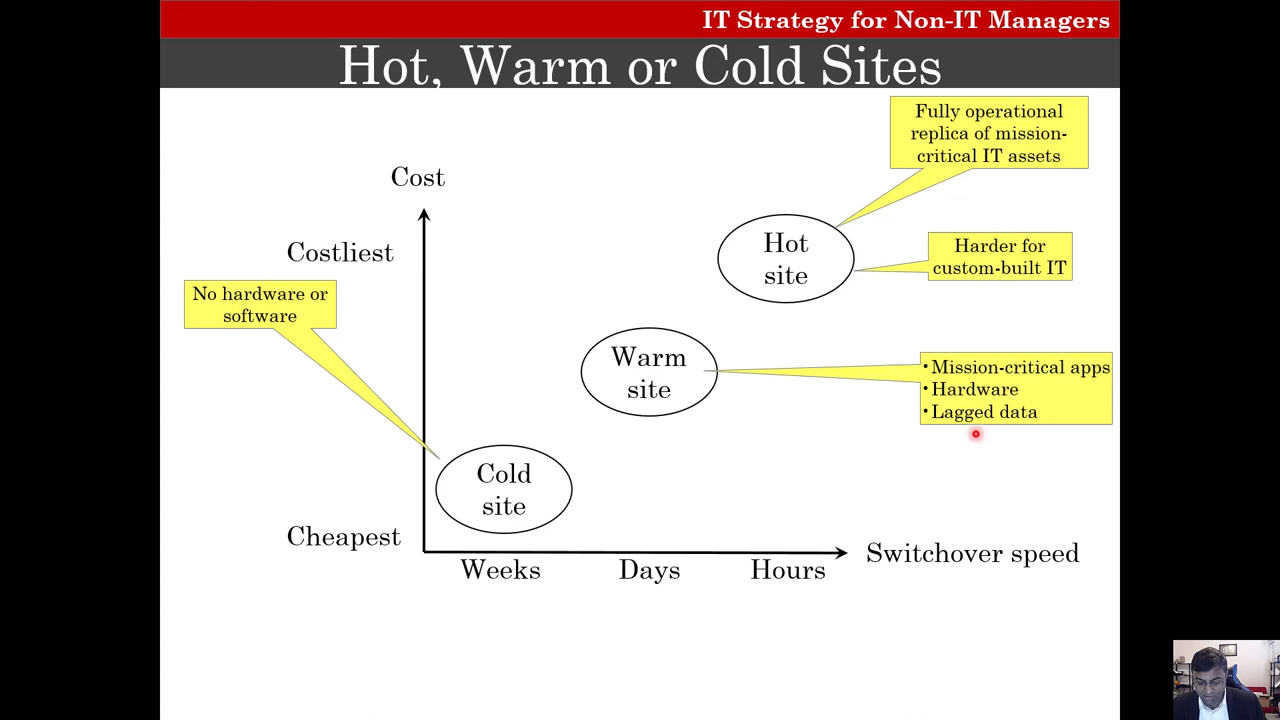 IT Strategy for Non-IT Managers
Hot, Warm or Cold Sites
Fully operational
replica of mission-
critical IT assets
Cost
Hot
site
Harder for
custom-built IT
Costliest
No hardware or
software
Warm
site
• Mission-critical apps
• Hardware
• Lagged data
Cold
site
Cheapest
Switchover speed
Weeks
Days
Hours